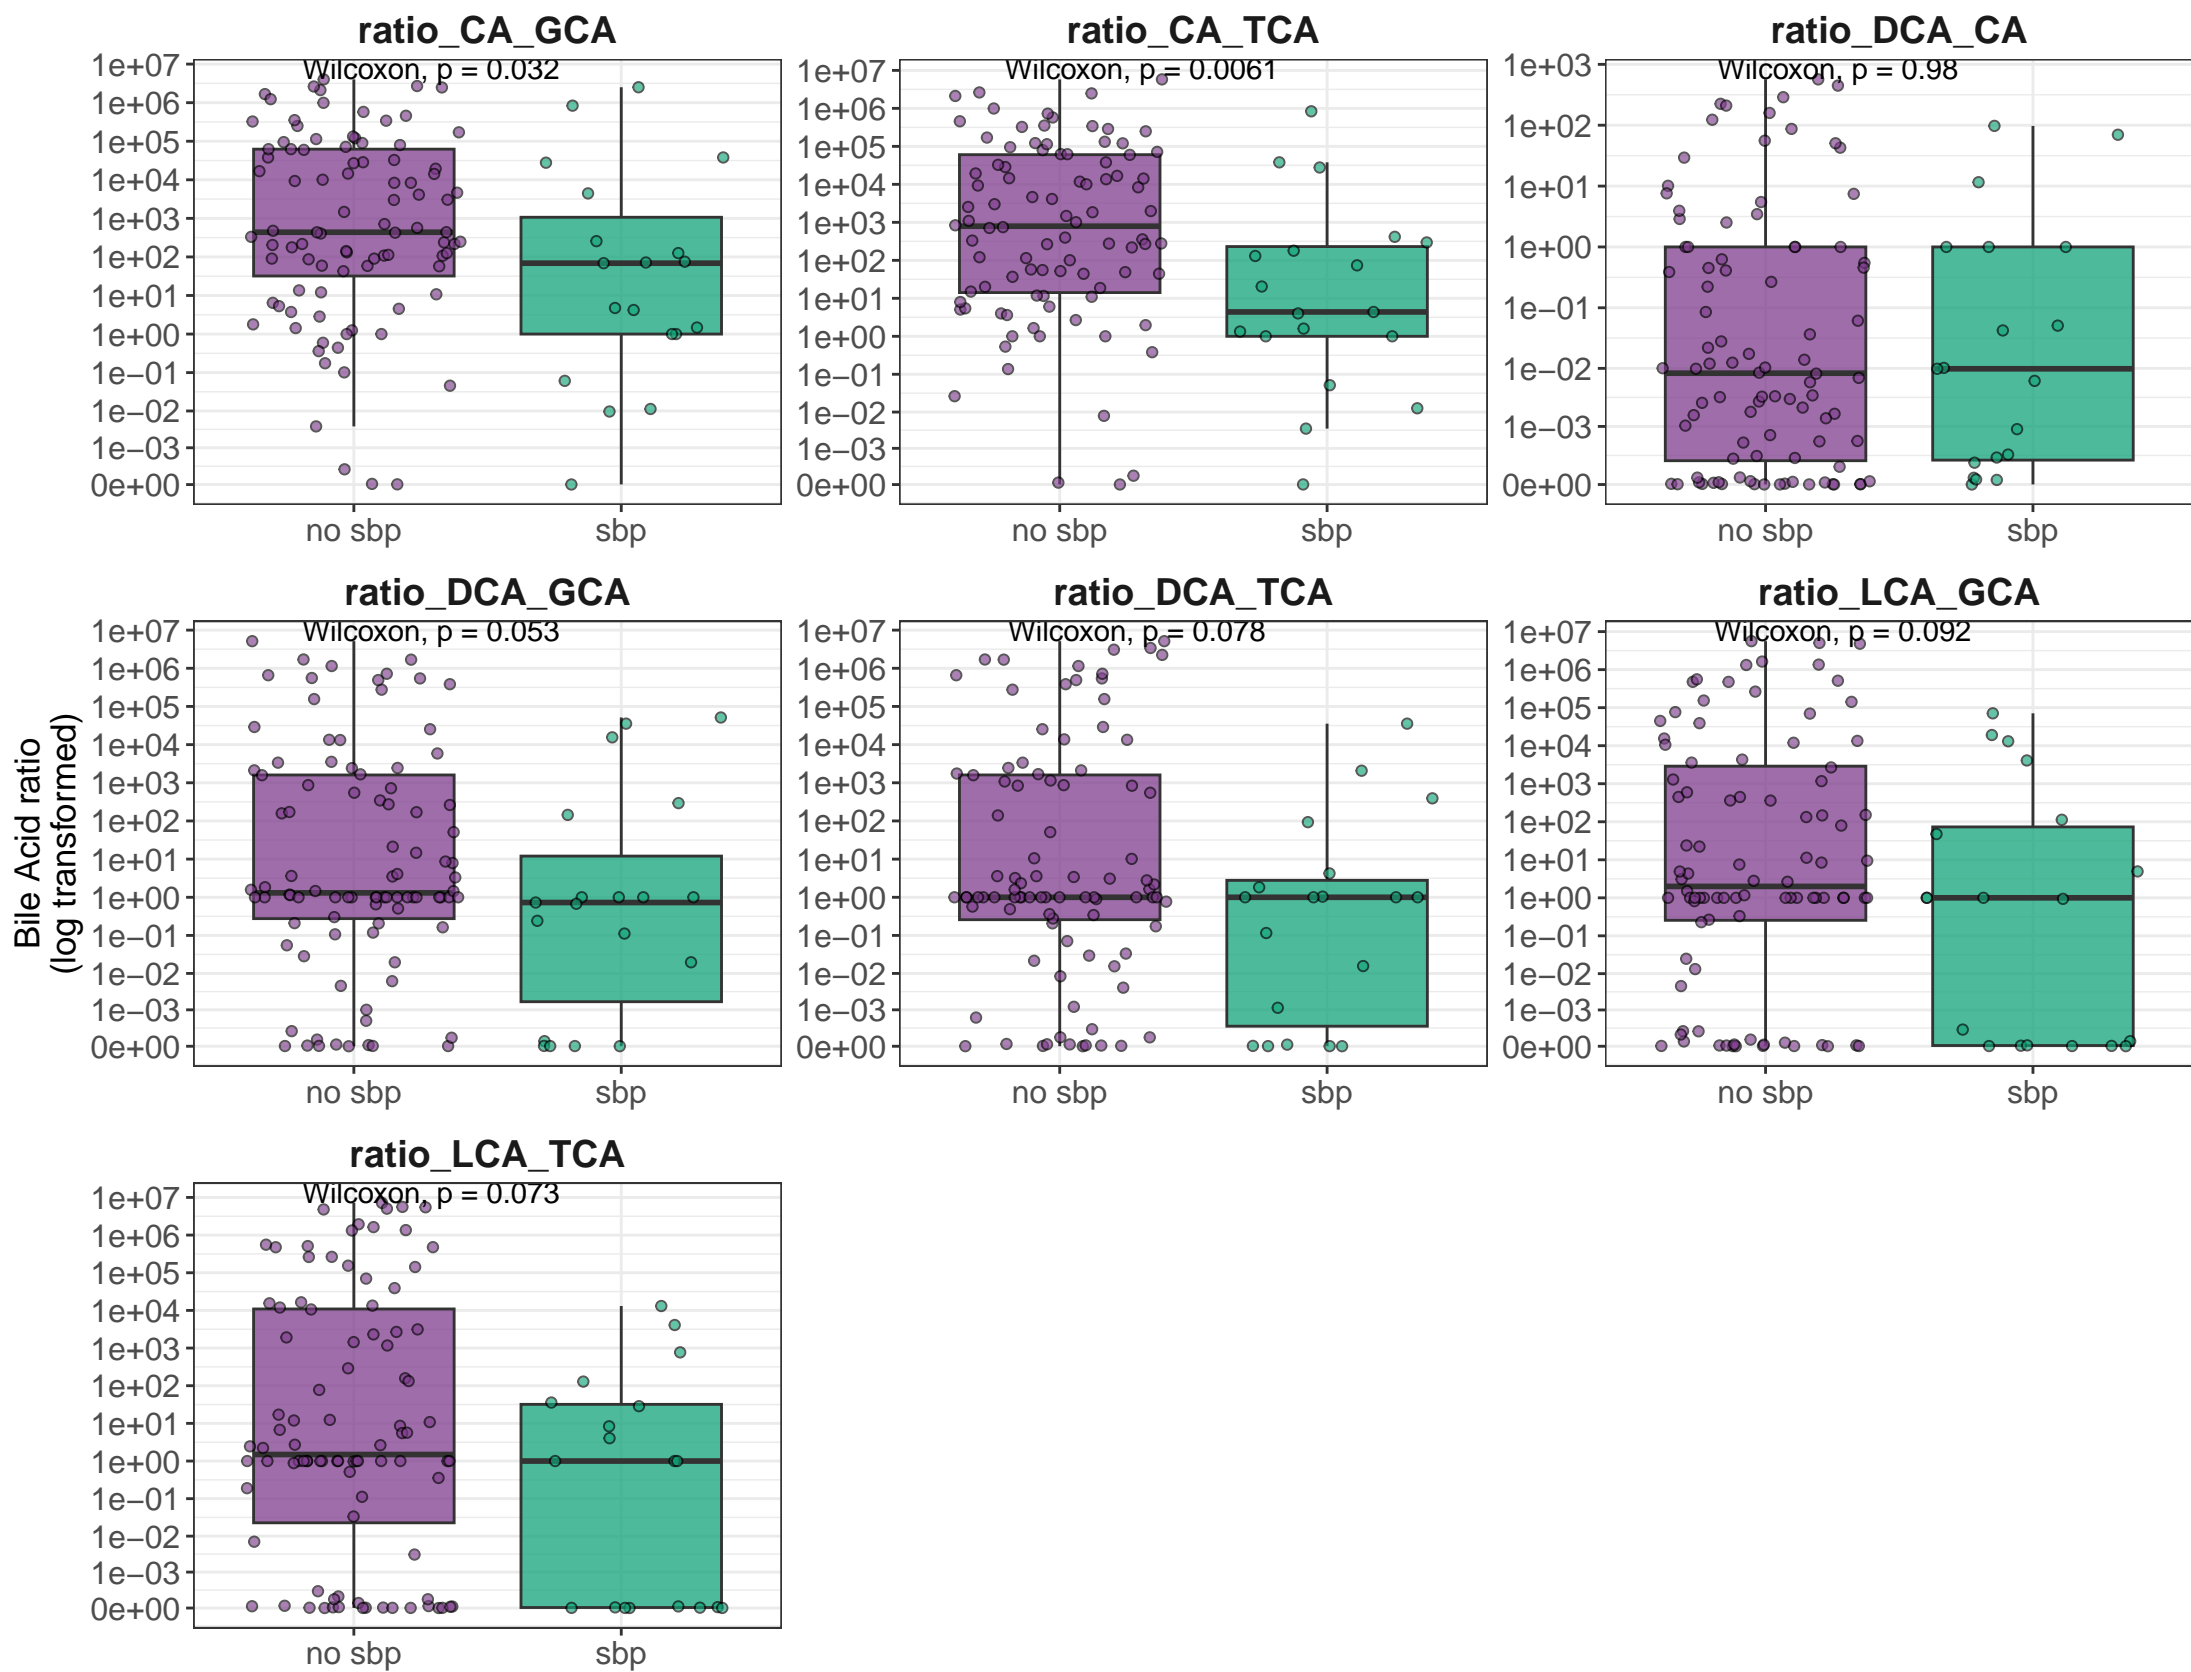 ratio_CA_GCA
Wilcoxon, p = 0.032
1e+07
1e+06
1e+05
1e+04
1e+03
1e+02
1e+01
1e+00
1e−01
1e−02
1e−03
0e+00
no sbp
sbp
ratio_CA_TCA
Wilcoxon, p = 0.0061
1e+07
1e+06
1e+05
1e+04
1e+03
1e+02
1e+01
1e+00
1e−01
1e−02
1e−03
0e+00
no sbp
sbp
ratio_DCA_CA
Wilcoxon, p = 0.98
1e+03
1e+02
1e+01
1e+00
1e−01
1e−02
1e−03
0e+00
no sbp
sbp
Bile Acid ratio
(log transformed)
ratio_DCA_GCA
Wilcoxon, p = 0.053
1e+07
1e+06
1e+05
1e+04
1e+03
1e+02
1e+01
1e+00
1e−01
1e−02
1e−03
0e+00
no sbp
sbp
ratio_DCA_TCA
Wilcoxon, p = 0.078
1e+07
1e+06
1e+05
1e+04
1e+03
1e+02
1e+01
1e+00
1e−01
1e−02
1e−03
0e+00
no sbp
sbp
ratio_LCA_GCA
Wilcoxon, p = 0.092
1e+07
1e+06
1e+05
1e+04
1e+03
1e+02
1e+01
1e+00
1e−01
1e−02
1e−03
0e+00
no sbp
sbp
ratio_LCA_TCA
Wilcoxon, p = 0.073
1e+07
1e+06
1e+05
1e+04
1e+03
1e+02
1e+01
1e+00
1e−01
1e−02
1e−03
0e+00
no sbp
sbp